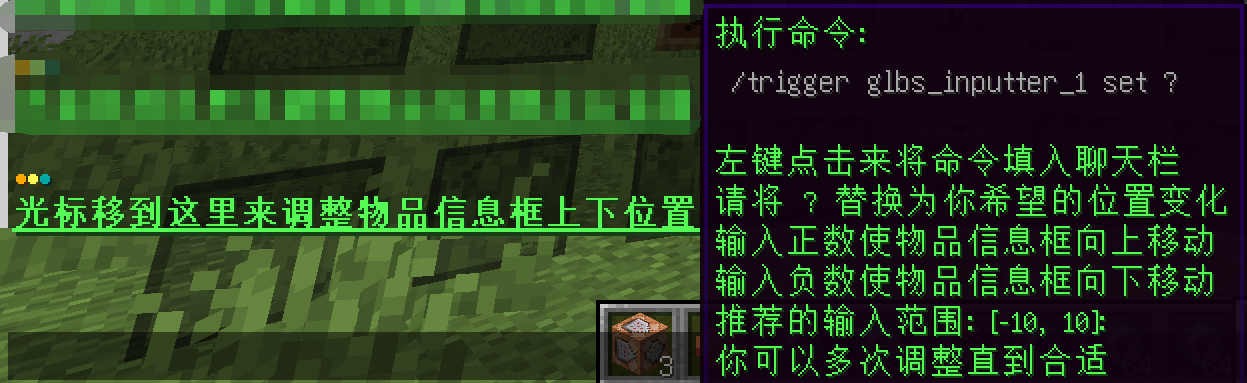 光标移到这里来调整物品信息框上下位置
3
执行命令:
/trigger glbs_inputter_1 set ?
左键点击来将命令填入聊天栏
请将 ? 替换为你希望的位置变化
输入正数使物品信息框向上移动
输入负数使物品信息框向下移动
推荐的输入范围: [-10, 10]:
你可以多次调整直到合适